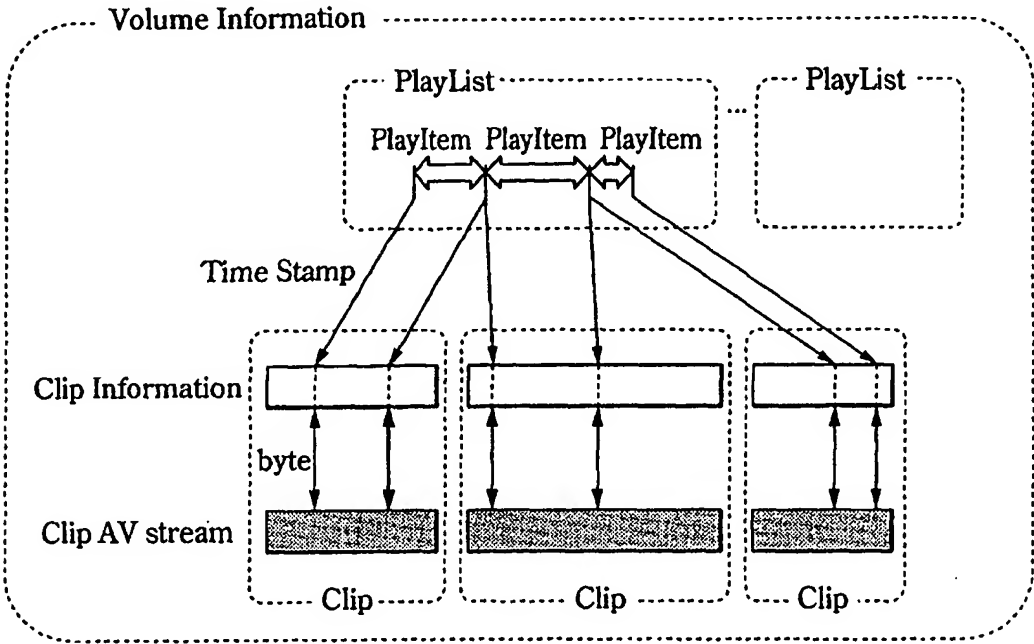 Volume Information
PlayList
PlayList
...
PlayItem PlayItem PlayItem
Time Stamp
Clip Information
byte
Clip AV stream
Clip
Clip
Clip